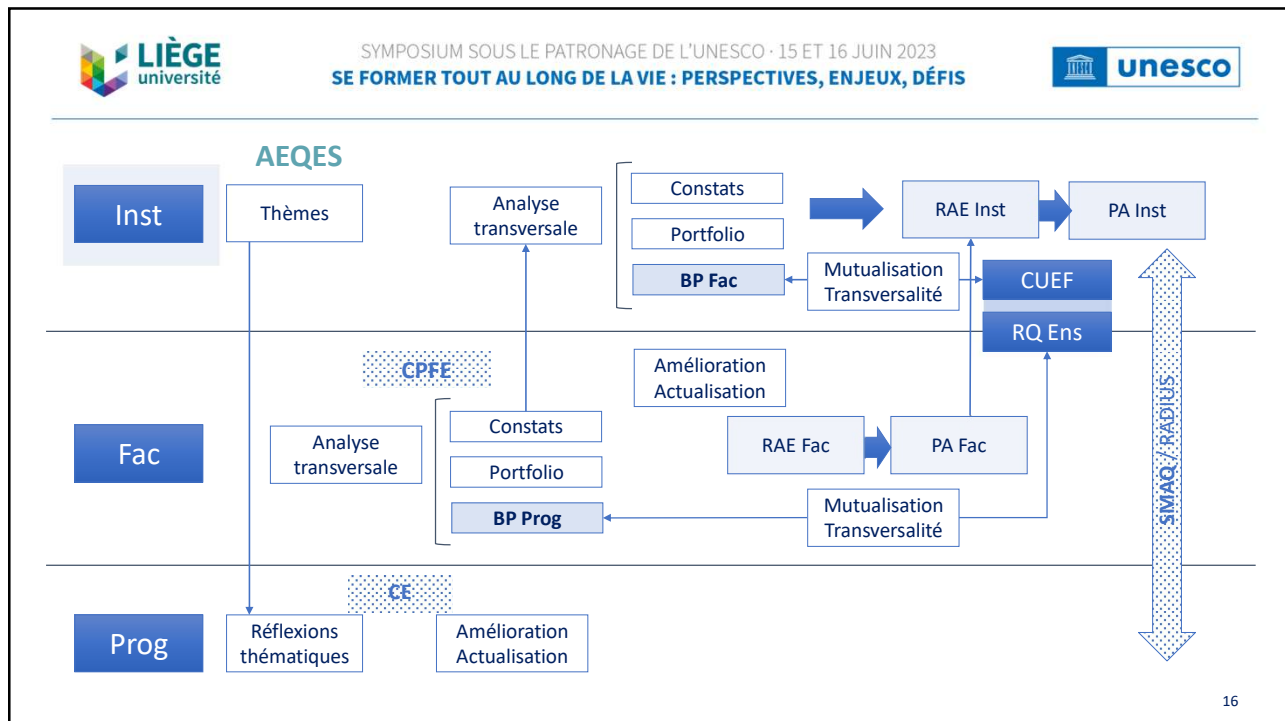 LIÈGE
université
SYMPOSIUM SOUS LE PATRONAGE DE L'UNESCO · 15 ET 16 JUIN 2023
SE FORMER TOUT AU LONG DE LA VIE : PERSPECTIVES, ENJEUX, DÉFIS
unesco
AEQES
Inst
Thèmes
Analyse
transversale
Constats
Portfolio
BP Fac
RAE Inst
PA Inst
Mutualisation
Transversalité
CUEF
RQ Ens
CPFE
Amélioration
Actualisation
Fac
Analyse
transversale
Constats
Portfolio
BP Prog
RAE Fac
PA Fac
Mutualisation
Transversalité
SMAQ / RADIUS
CE
Prog
Réflexions
thématiques
Amélioration
Actualisation
16